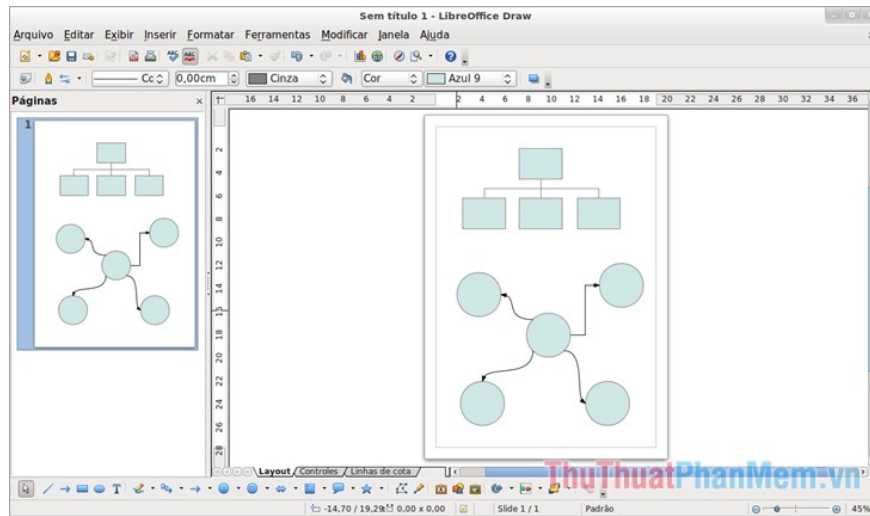 Sem título 1 - LibreOffice Draw
Arquivo Editar Exibir Inserir Formatar Ferramentas Modificar Janela Ajuda
Cc 0,00cm Cinza Cor Azul 9
Páginas
16 14 12 10 8 6 4 2 2 4 6 8 10 12 14 16 18 20 22 24 26 28 30 32 34 36
1
2
4
6
8
10
12
14
16
18
20
22
24
26
28
Layout Controles Linhas de cota
ThuThuatPhanMem.vn
-14,70 / 19,29 0,00 x 0,00 Slide 1 / 1 Padrão 45%